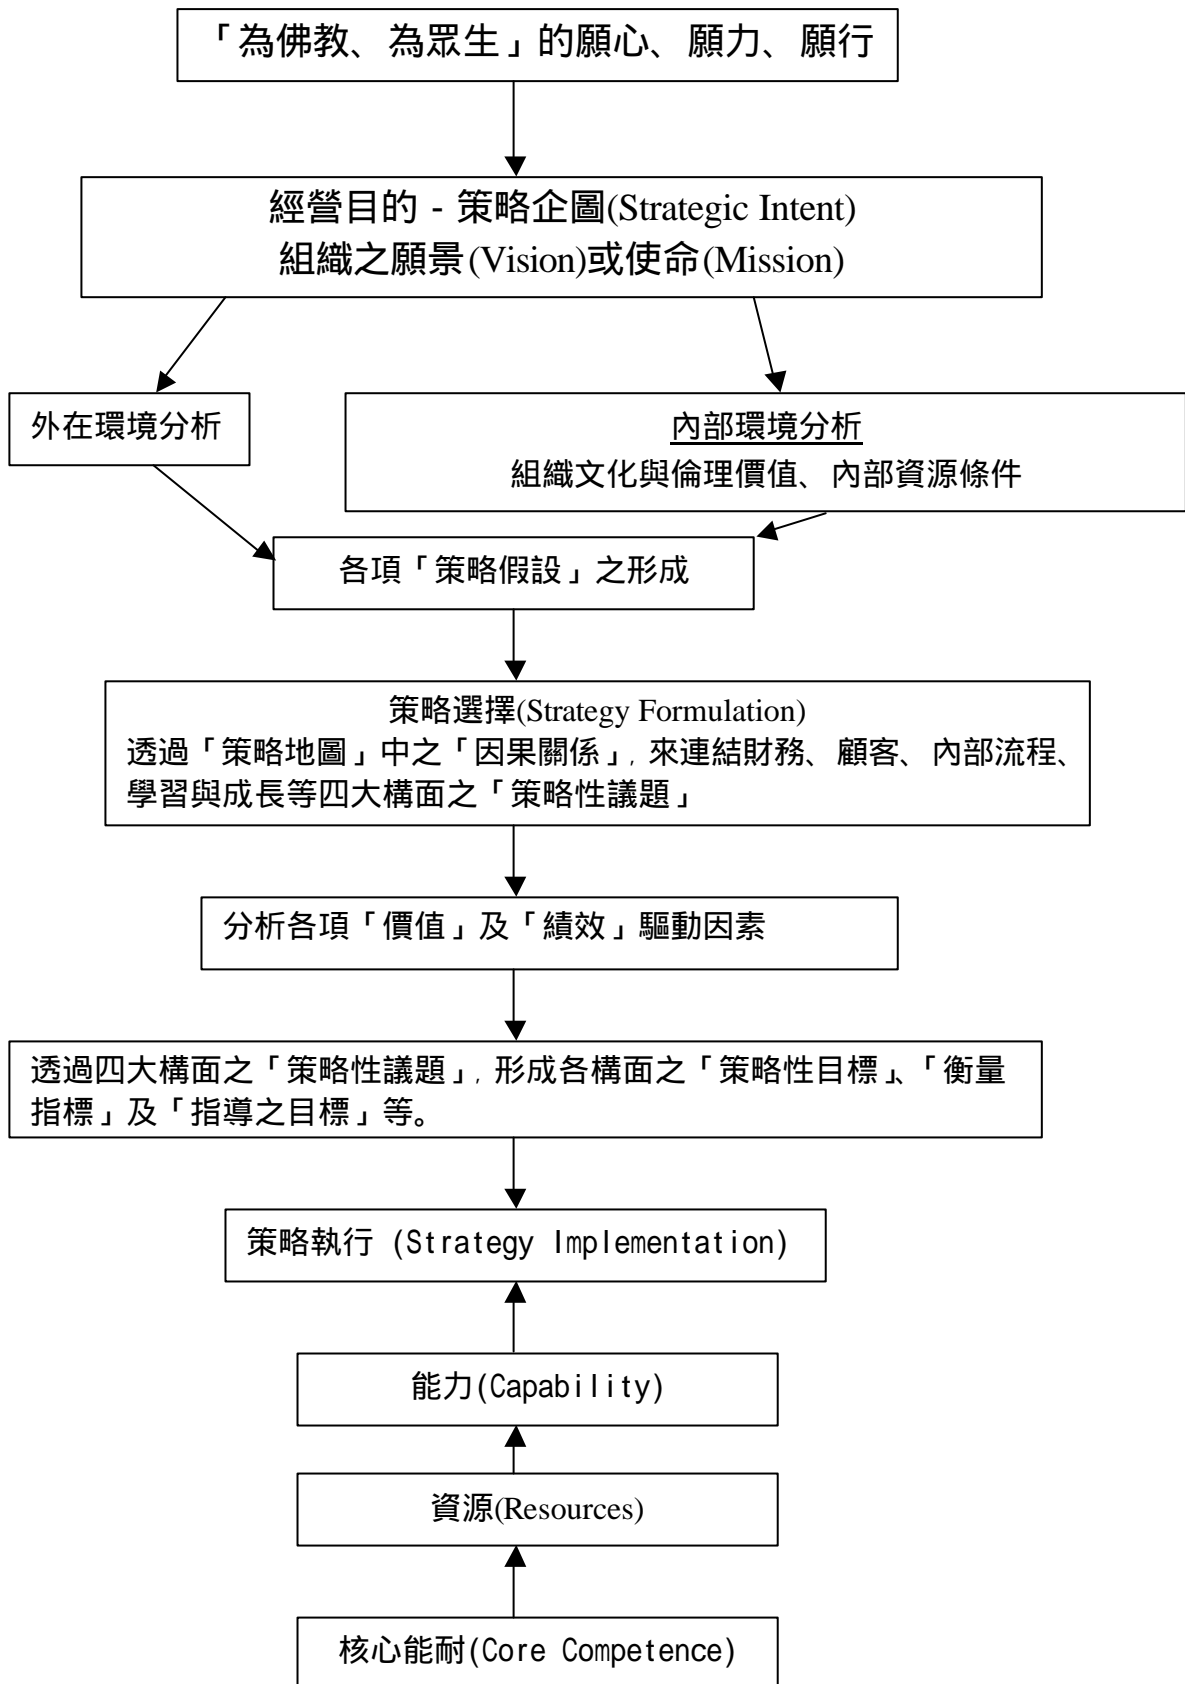 「為佛教、為眾生」的願心、願力、願行
經營目的 - 策略企圖(Strategic Intent)
組織之願景(Vision)或使命(Mission)
外在環境分析
內部環境分析
組織文化與倫理價值、內部資源條件
各項「策略假設」之形成
策略選擇(Strategy Formulation)
透過「策略地圖」中之「因果關係」,來連結財務、顧客、內部流程、
學習與成長等四大構面之「策略性議題」
分析各項「價值」及「績效」驅動因素
透過四大構面之「策略性議題」,形成各構面之「策略性目標」、「衡量
指標」及「指導之目標」等。
策略執行 (Strategy Implementation)
能力(Capability)
資源(Resources)
核心能耐(Core Competence)